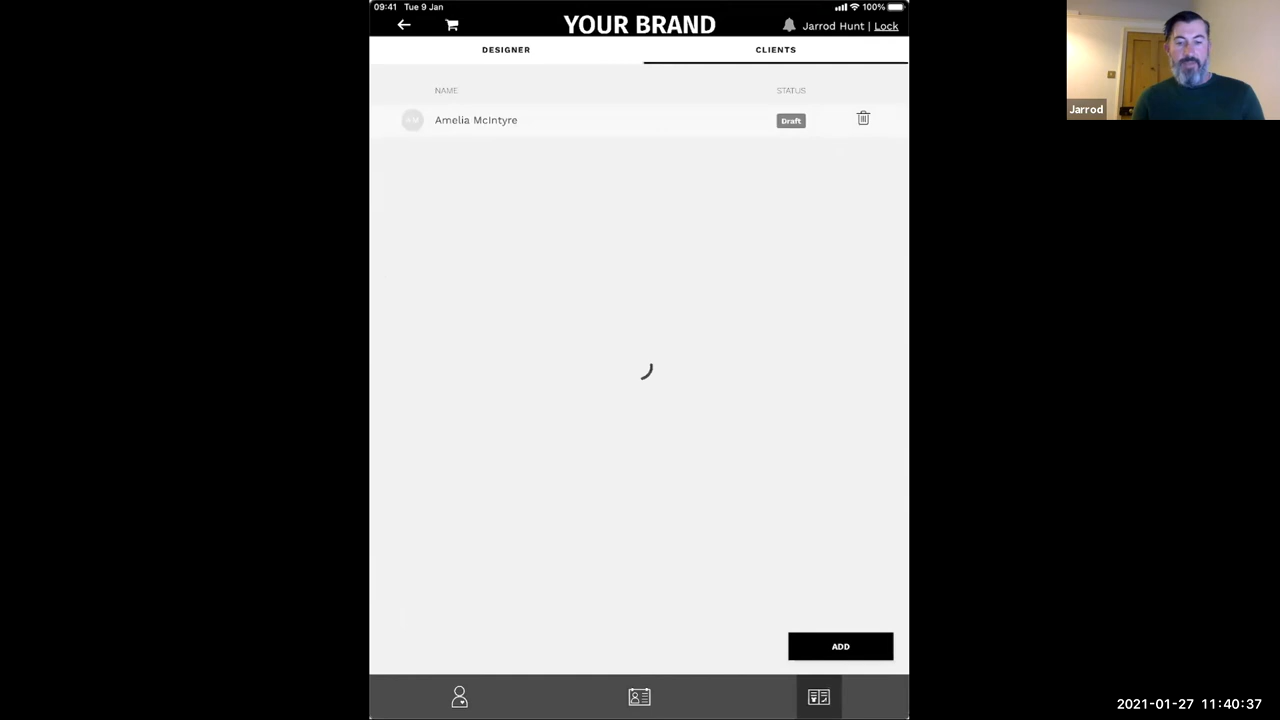 09:41 Tue 9 Jan
100%
YOUR BRAND
Jarrod Hunt | Lock
DESIGNER
CLIENTS
NAME
STATUS
AM
Amelia McIntyre
Draft
ADD
Jarrod
2021-01-27 11:40:37